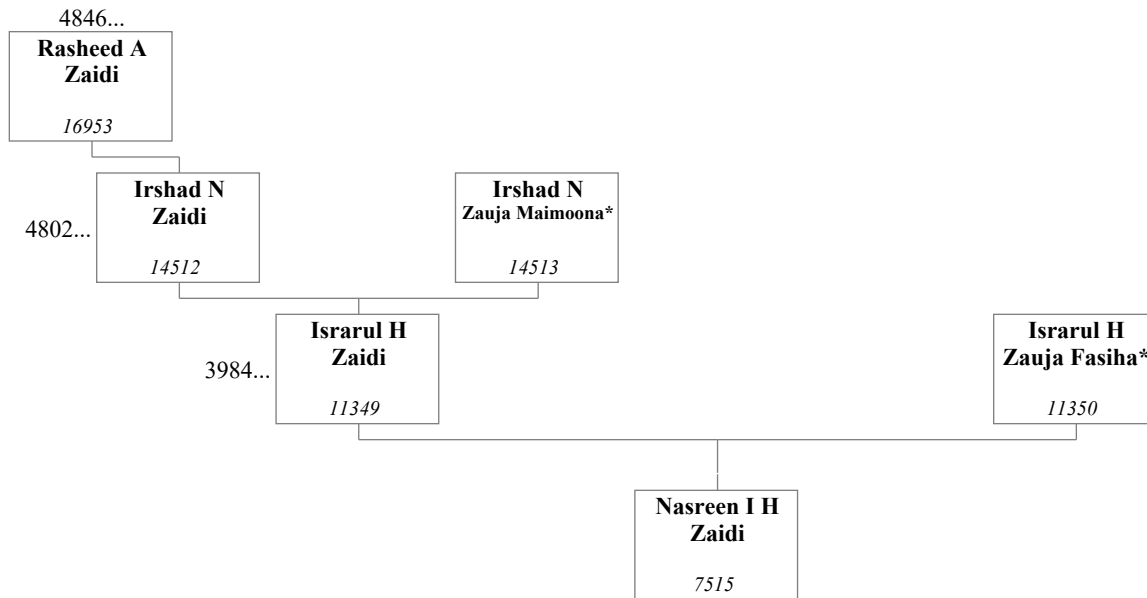 4846...
Rasheed A
Zaidi
16953
4802...
Irshad N
Zaidi
14512
Irshad N
Zauja Maimoona*
14513
3984...
Israrul H
Zaidi
11349
Israrul H
Zauja Fasiha*
11350
Nasreen I H
Zaidi
7515